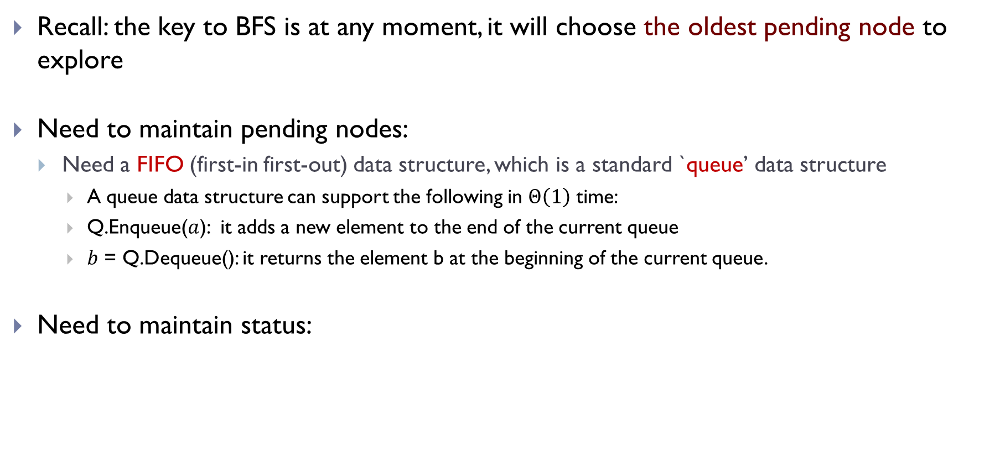 Recall: the key to BFS is at any moment, it will choose the oldest pending node to
explore
Need to maintain pending nodes:
Need a FIFO (first-in first-out) data structure, which is a standard `queue’ data structure
A queue data structure can support the following in Θ(1) time:
Q.Enqueue(a): it adds a new element to the end of the current queue
b = Q.Dequeue(): it returns the element b at the beginning of the current queue.
Need to maintain status: